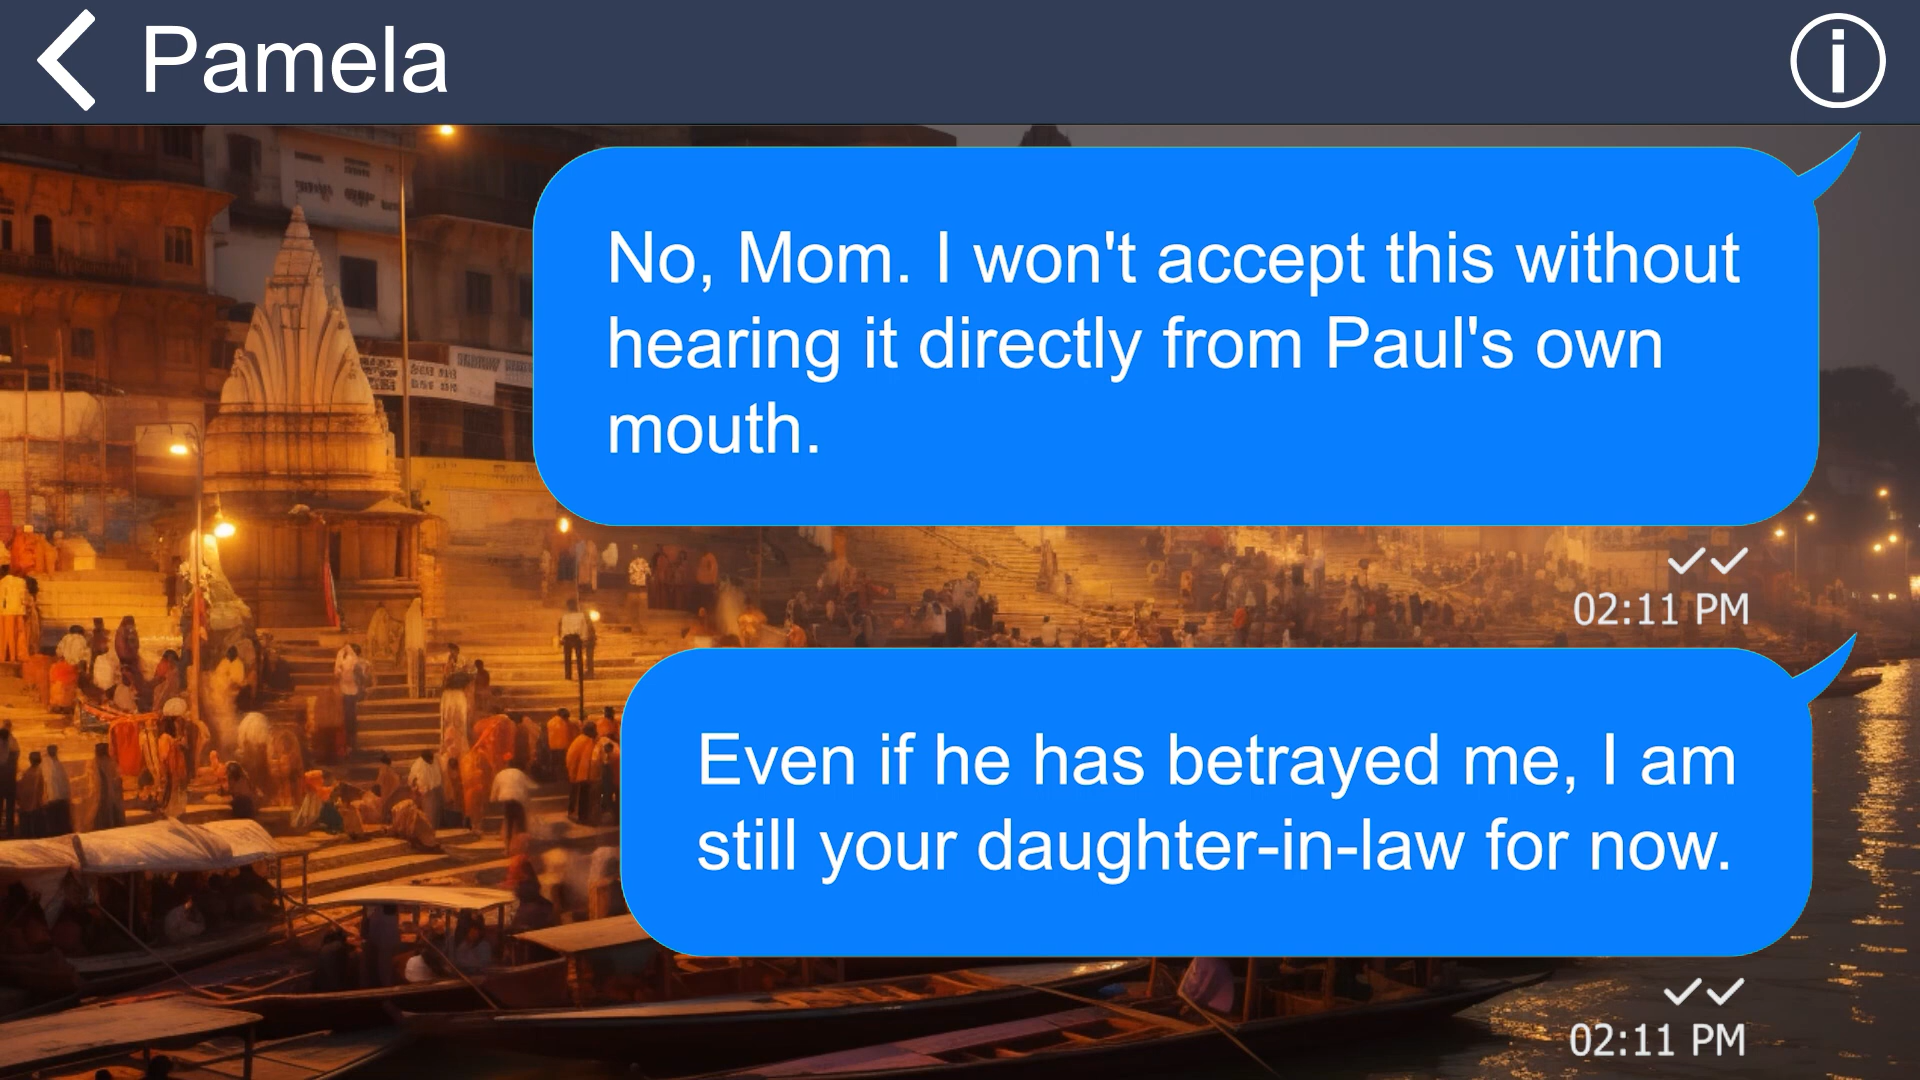 Pamela
No, Mom. I won't accept this without
hearing it directly from Paul's own
mouth.
02:11 PM
Even if he has betrayed me, I am
still your daughter-in-law for now.
02:11 PM